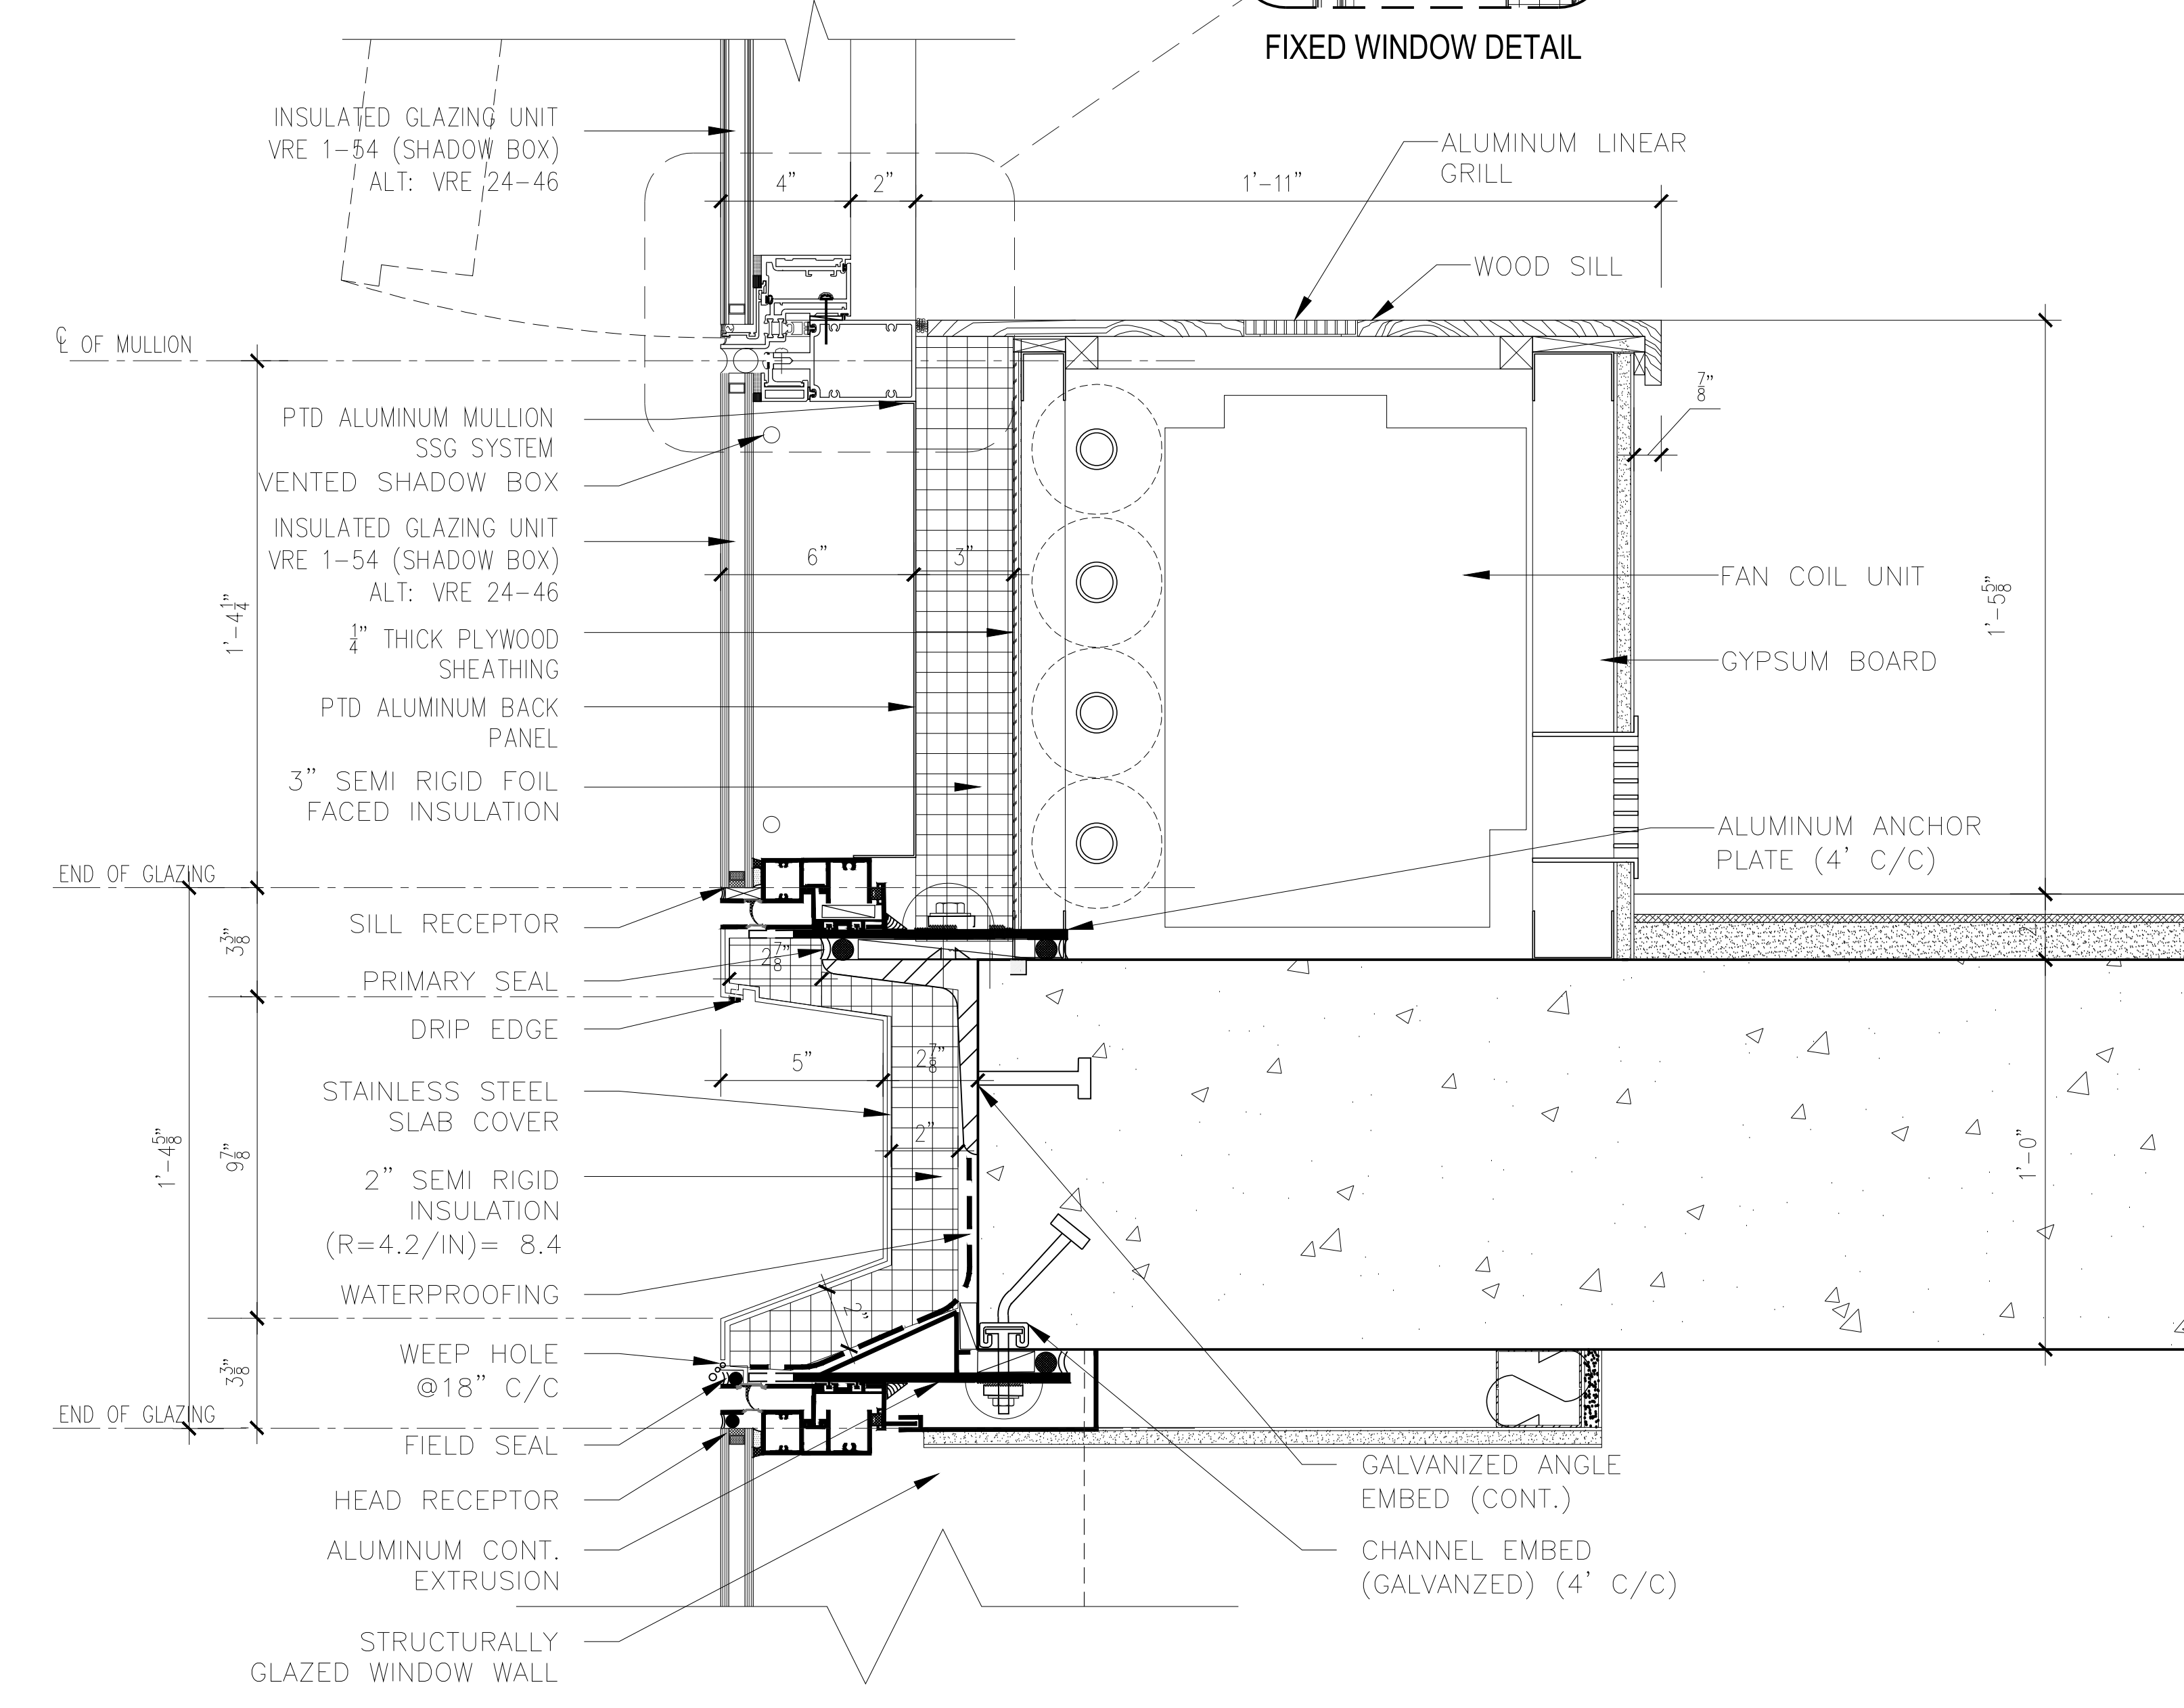 FIXED WINDOW DETAIL
INSULATED GLAZING UNIT
VRE 1-54 (SHADOW BOX)
ALT: VRE 24-46
4"
2"
1'-11"
ALUMINUM LINEAR
GRILL
WOOD SILL
℄ OF MULLION
7/8"
PTD ALUMINUM MULLION
SSG SYSTEM
VENTED SHADOW BOX
INSULATED GLAZING UNIT
VRE 1-54 (SHADOW BOX)
ALT: VRE 24-46
6"
3"
FAN COIL UNIT
1'-4 1/4"
1'-5 5/8"
1/4" THICK PLYWOOD
SHEATHING
GYPSUM BOARD
PTD ALUMINUM BACK
PANEL
3" SEMI RIGID FOIL
FACED INSULATION
ALUMINUM ANCHOR
PLATE (4' C/C)
END OF GLAZING
SILL RECEPTOR
3 3/8"
2"
2 7/8"
PRIMARY SEAL
DRIP EDGE
5"
2 7/8"
STAINLESS STEEL
SLAB COVER
2"
1'-4 5/8"
9 7/8"
1'-0"
2" SEMI RIGID
INSULATION
(R=4.2/IN)= 8.4
WATERPROOFING
2"
WEEP HOLE
@18" C/C
3 3/8"
END OF GLAZING
FIELD SEAL
HEAD RECEPTOR
GALVANIZED ANGLE
EMBED (CONT.)
ALUMINUM CONT.
EXTRUSION
CHANNEL EMBED
(GALVANZED) (4' C/C)
STRUCTURALLY
GLAZED WINDOW WALL